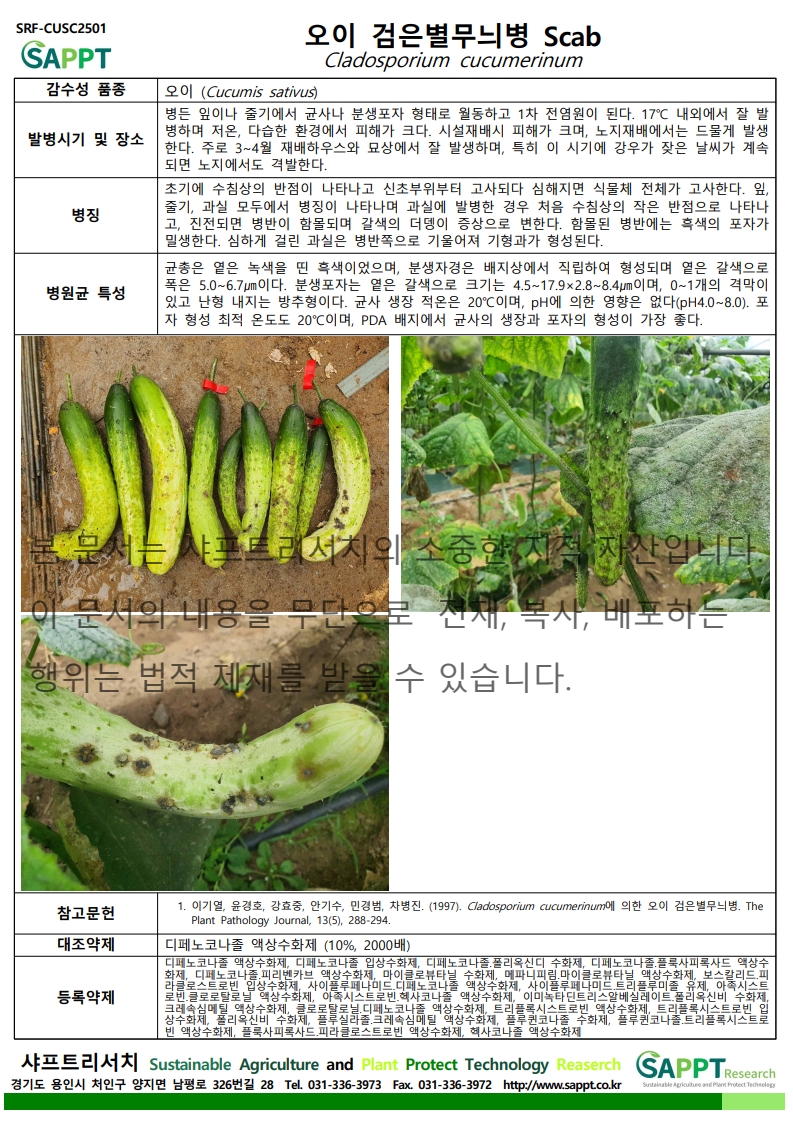 SRF-CUSC2501
SAPPT
오이 검은별무늬병 Scab
Cladosporium cucumerinum
감수성 품종
오이 (Cucumis sativus)
발병시기 및 장소
병든 잎이나 줄기에서 균사나 분생포자 형태로 월동하고 1차 전염원이 된다. 17℃ 내외에서 잘 발
병하며 저온, 다습한 환경에서 피해가 크다. 시설재배시 피해가 크며, 노지재배에서는 드물게 발생
한다. 주로 3~4월 재배하우스와 묘상에서 잘 발생하며, 특히 이 시기에 강우가 잦은 날씨가 계속
되면 노지에서도 격발한다.
병징
초기에 수침상의 반점이 나타나고 신초부위부터 고사되다 심해지면 식물체 전체가 고사한다. 잎,
줄기, 과실 모두에서 병징이 나타나며 과실에 발병한 경우 처음 수침상의 작은 반점으로 나타나
고, 진전되면 병반이 함몰되며 갈색의 더뎅이 증상으로 변한다. 함몰된 병반에는 흑색의 포자가
밀생한다. 심하게 걸린 과실은 병반쪽으로 기울어져 기형과가 형성된다.
병원균 특성
균총은 옅은 녹색을 띤 흑색이었으며, 분생자경은 배지상에서 직립하여 형성되며 옅은 갈색으로
폭은 5.0~6.7㎛이다. 분생포자는 옅은 갈색으로 크기는 4.5~17.9×2.8~8.4㎛이며, 0~1개의 격막이
있고 난형 내지는 방추형이다. 균사 생장 적온은 20℃이며, pH에 의한 영향은 없다(pH4.0~8.0). 포
자 형성 최적 온도도 20℃이며, PDA 배지에서 균사의 생장과 포자의 형성이 가장 좋다.
본 문서는 샤프트리서치의 소중한 지적 자산입니다.
이 문서의 내용을 무단으로 전재, 복사, 배포하는
행위는 법적 제재를 받을 수 있습니다.
참고문헌
1. 이기열, 윤경호, 강효중, 안기수, 민경범, 차병진. (1997). Cladosporium cucumerinum에 의한 오이 검은별무늬병. The
Plant Pathology Journal, 13(5), 288-294.
대조약제
디페노코나졸 액상수화제 (10%, 2000배)
등록약제
디페노코나졸 액상수화제, 디페노코나졸 입상수화제, 디페노코나졸.폴리옥신디 수화제, 디페노코나졸.플룩사피록사드 액상수
화제, 디페노코나졸.피리벤카브 액상수화제, 마이클로뷰타닐 수화제, 메파니피림.마이클로뷰타닐 액상수화제, 보스칼리드.피
라클로스트로빈 입상수화제, 사이플루페나미드.디페노코나졸 액상수화제, 사이플루페나미드.트리플루미졸 유제, 아족시스트
로빈.클로로탈로닐 액상수화제, 아족시스트로빈.헥사코나졸 액상수화제, 이미녹타딘트리스알베실레이트.폴리옥신비 수화제,
크레속심메틸 액상수화제, 클로로탈로닐.디페노코나졸 액상수화제, 트리플록시스트로빈 액상수화제, 트리플록시스트로빈 입
상수화제, 폴리옥신비 수화제, 플루실라졸.크레속심메틸 액상수화제, 플루퀸코나졸 수화제, 플루퀸코나졸.트리플록시스트로
빈 액상수화제, 플룩사피록사드.피라클로스트로빈 액상수화제, 헥사코나졸 액상수화제
샤프트리서치 Sustainable Agriculture and Plant Protect Technology Reaserch
경기도 용인시 처인구 양지면 남평로 326번길 28 Tel. 031-336-3973 Fax. 031-336-3972 http://www.sappt.co.kr
SAPPT Research
Sustainable Agriculture and Plant Protect Technology